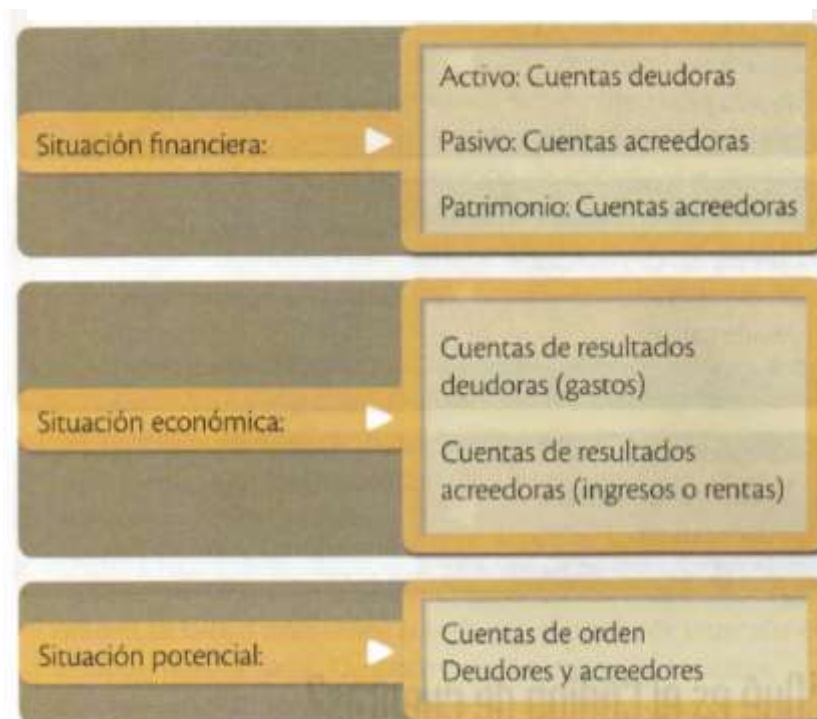 Situación financiera:
Activo: Cuentas deudoras
Pasivo: Cuentas acreedoras
Patrimonio: Cuentas acreedoras
Situación económica:
Cuentas de resultados
deudoras (gastos)
Cuentas de resultados
acreedoras (ingresos o rentas)
Situación potencial:
Cuentas de orden
Deudores y acreedores